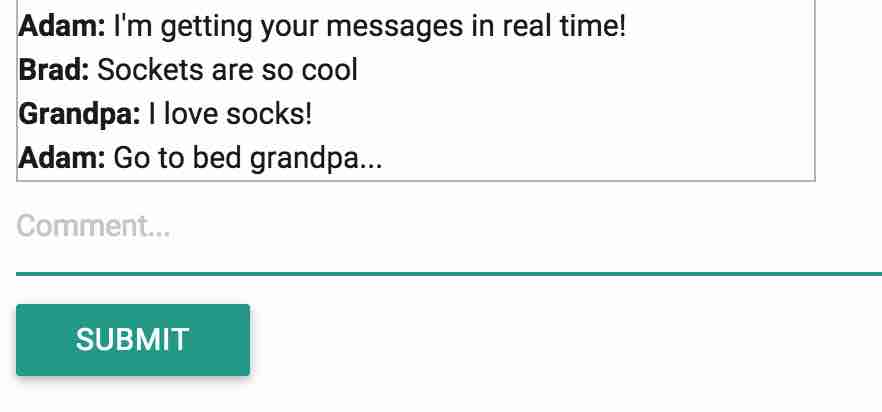 Adam: I'm getting your messages in real time!
Brad: Sockets are so cool
Grandpa: I love socks!
Adam: Go to bed grandpa...
Comment...
SUBMIT